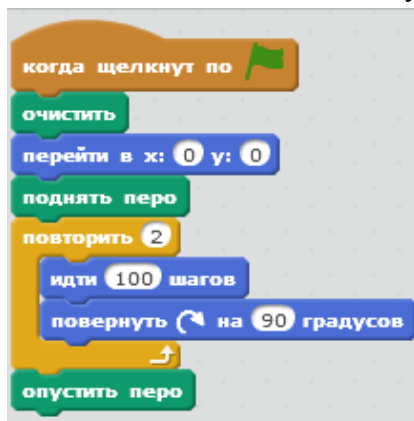 когда щелкнут по
очистить
перейти в x: 0 y: 0
поднять перо
повторить 2
идти 100 шагов
повернуть на 90 градусов
опустить перо